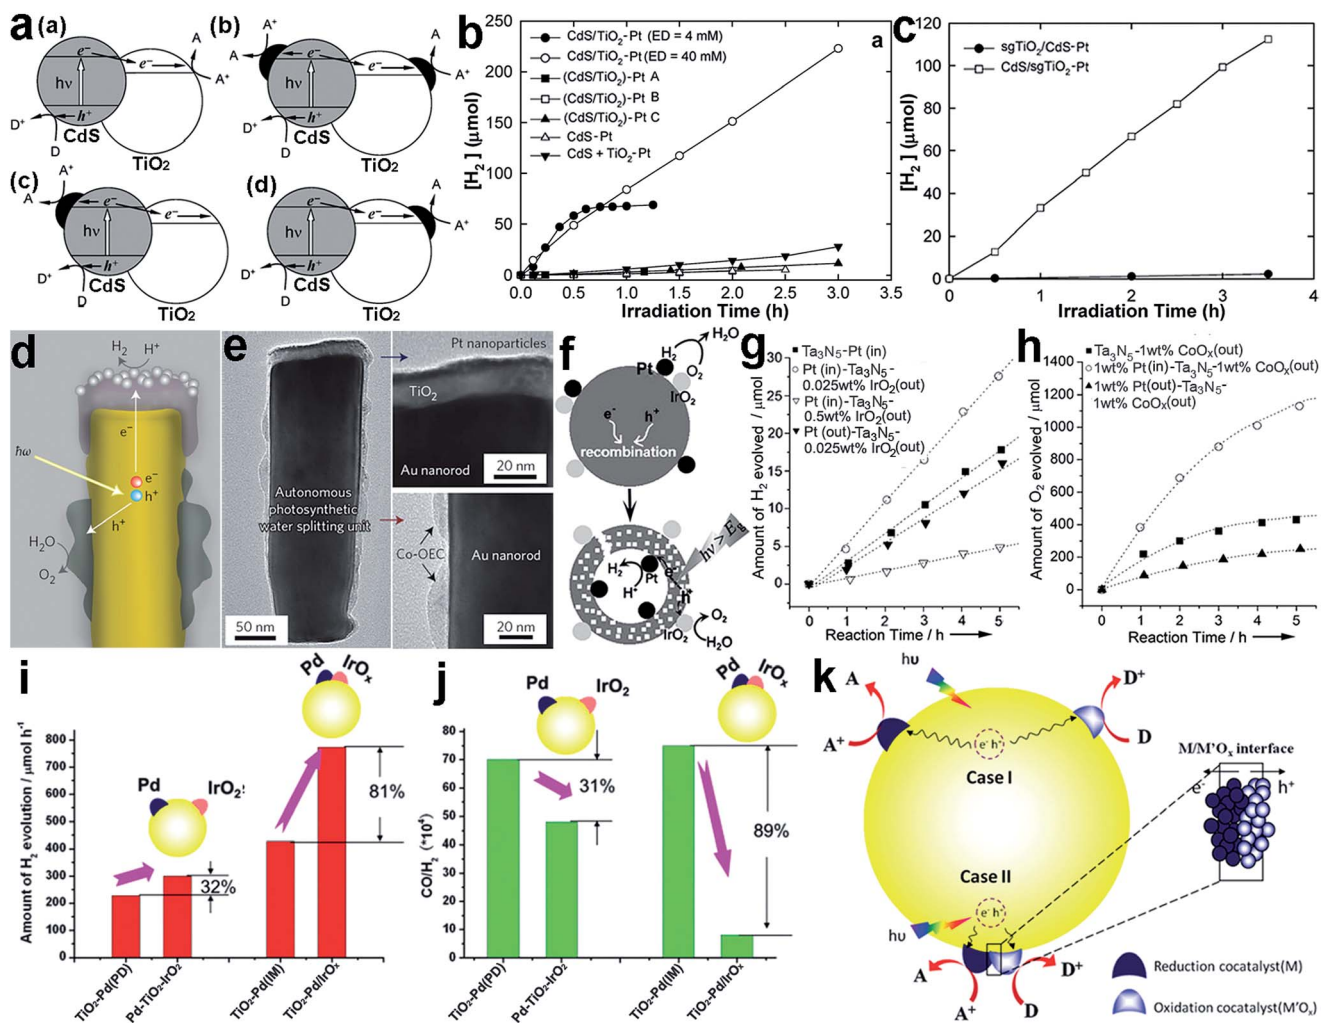 a
(a)
A
e⁻
e⁻
A⁺
hν
h⁺
D⁺
CdS
D
TiO₂
(b)
A⁺
A
A
e⁻
e⁻
A⁺
hν
h⁺
D⁺
CdS
D
TiO₂
(c)
A⁺
A
e⁻
e⁻
hν
h⁺
D⁺
D
CdS
TiO₂
(d)
A
e⁻
e⁻
A⁺
hν
h⁺
D⁺
D
CdS
TiO₂
b
a
CdS/TiO₂-Pt (ED = 4 mM)
CdS/TiO₂-Pt (ED = 40 mM)
(CdS/TiO₂)-Pt A
(CdS/TiO₂)-Pt B
(CdS/TiO₂)-Pt C
CdS-Pt
CdS + TiO₂-Pt
[H₂] (μmol)
250
200
150
100
50
0
0.0 0.5 1.0 1.5 2.0 2.5 3.0 3.5
Irradiation Time (h)
c
sgTiO₂/CdS-Pt
CdS/sgTiO₂-Pt
[H₂] (μmol)
120
100
80
60
40
20
0
0 1 2 3 4
Irradiation Time (h)
d
H₂ H⁺
e⁻
ħω
e⁻
h⁺
h⁺
H₂O
O₂
e
Autonomous
photosynthetic
water splitting unit
50 nm
Pt nanoparticles
TiO₂
Au nanorod
20 nm
Co-OEC
Au nanorod
20 nm
f
H₂O
H₂
Pt
O₂
IrO₂
e⁻ h⁺
recombination
hν > Eg
H₂
Pt
e⁻
H⁺
h⁺
IrO₂
O₂
H₂O
g
Ta₃N₅-Pt (in)
Pt (in)-Ta₃N₅-
0.025wt% IrO₂(out)
Pt (in)-Ta₃N₅-
0.5wt% IrO₂(out)
Pt (out)-Ta₃N₅-
0.025wt% IrO₂(out)
Amount of H₂ evolved / μmol
30
25
20
15
10
5
0
0 1 2 3 4 5
Reaction Time / h
h
Ta₃N₅-1wt% CoOₓ(out)
1wt% Pt(in)-Ta₃N₅-1wt% CoOₓ(out)
1wt% Pt(out)-Ta₃N₅-
1wt% CoOₓ(out)
Amount of O₂ evolved / μmol
1400
1200
1000
800
600
400
200
0
0 1 2 3 4 5
Reaction Time / h
i
Pd IrOₓ
Pd IrO₂
81%
32%
Amount of H₂ evolution / μmol h⁻¹
800
700
600
500
400
300
200
100
0
TiO₂-Pd(PD)
Pd-TiO₂-IrO₂
TiO₂-Pd(IM)
TiO₂-Pd/IrOₓ
j
Pd IrO₂
Pd IrOₓ
31%
89%
CO/H₂ (*10⁴)
80
70
60
50
40
30
20
10
0
TiO₂-Pd(PD)
Pd-TiO₂-IrO₂
TiO₂-Pd(IM)
TiO₂-Pd/IrOₓ
k
hυ
A
D⁺
A⁺
e⁻ h⁺
D
Case I
M/M'Oₓ interface
e⁻ h⁺
Case II
e⁻ h⁺
hυ
A
D⁺
A⁺
D
Reduction cocatalyst(M)
Oxidation cocatalyst(M'Oₓ)